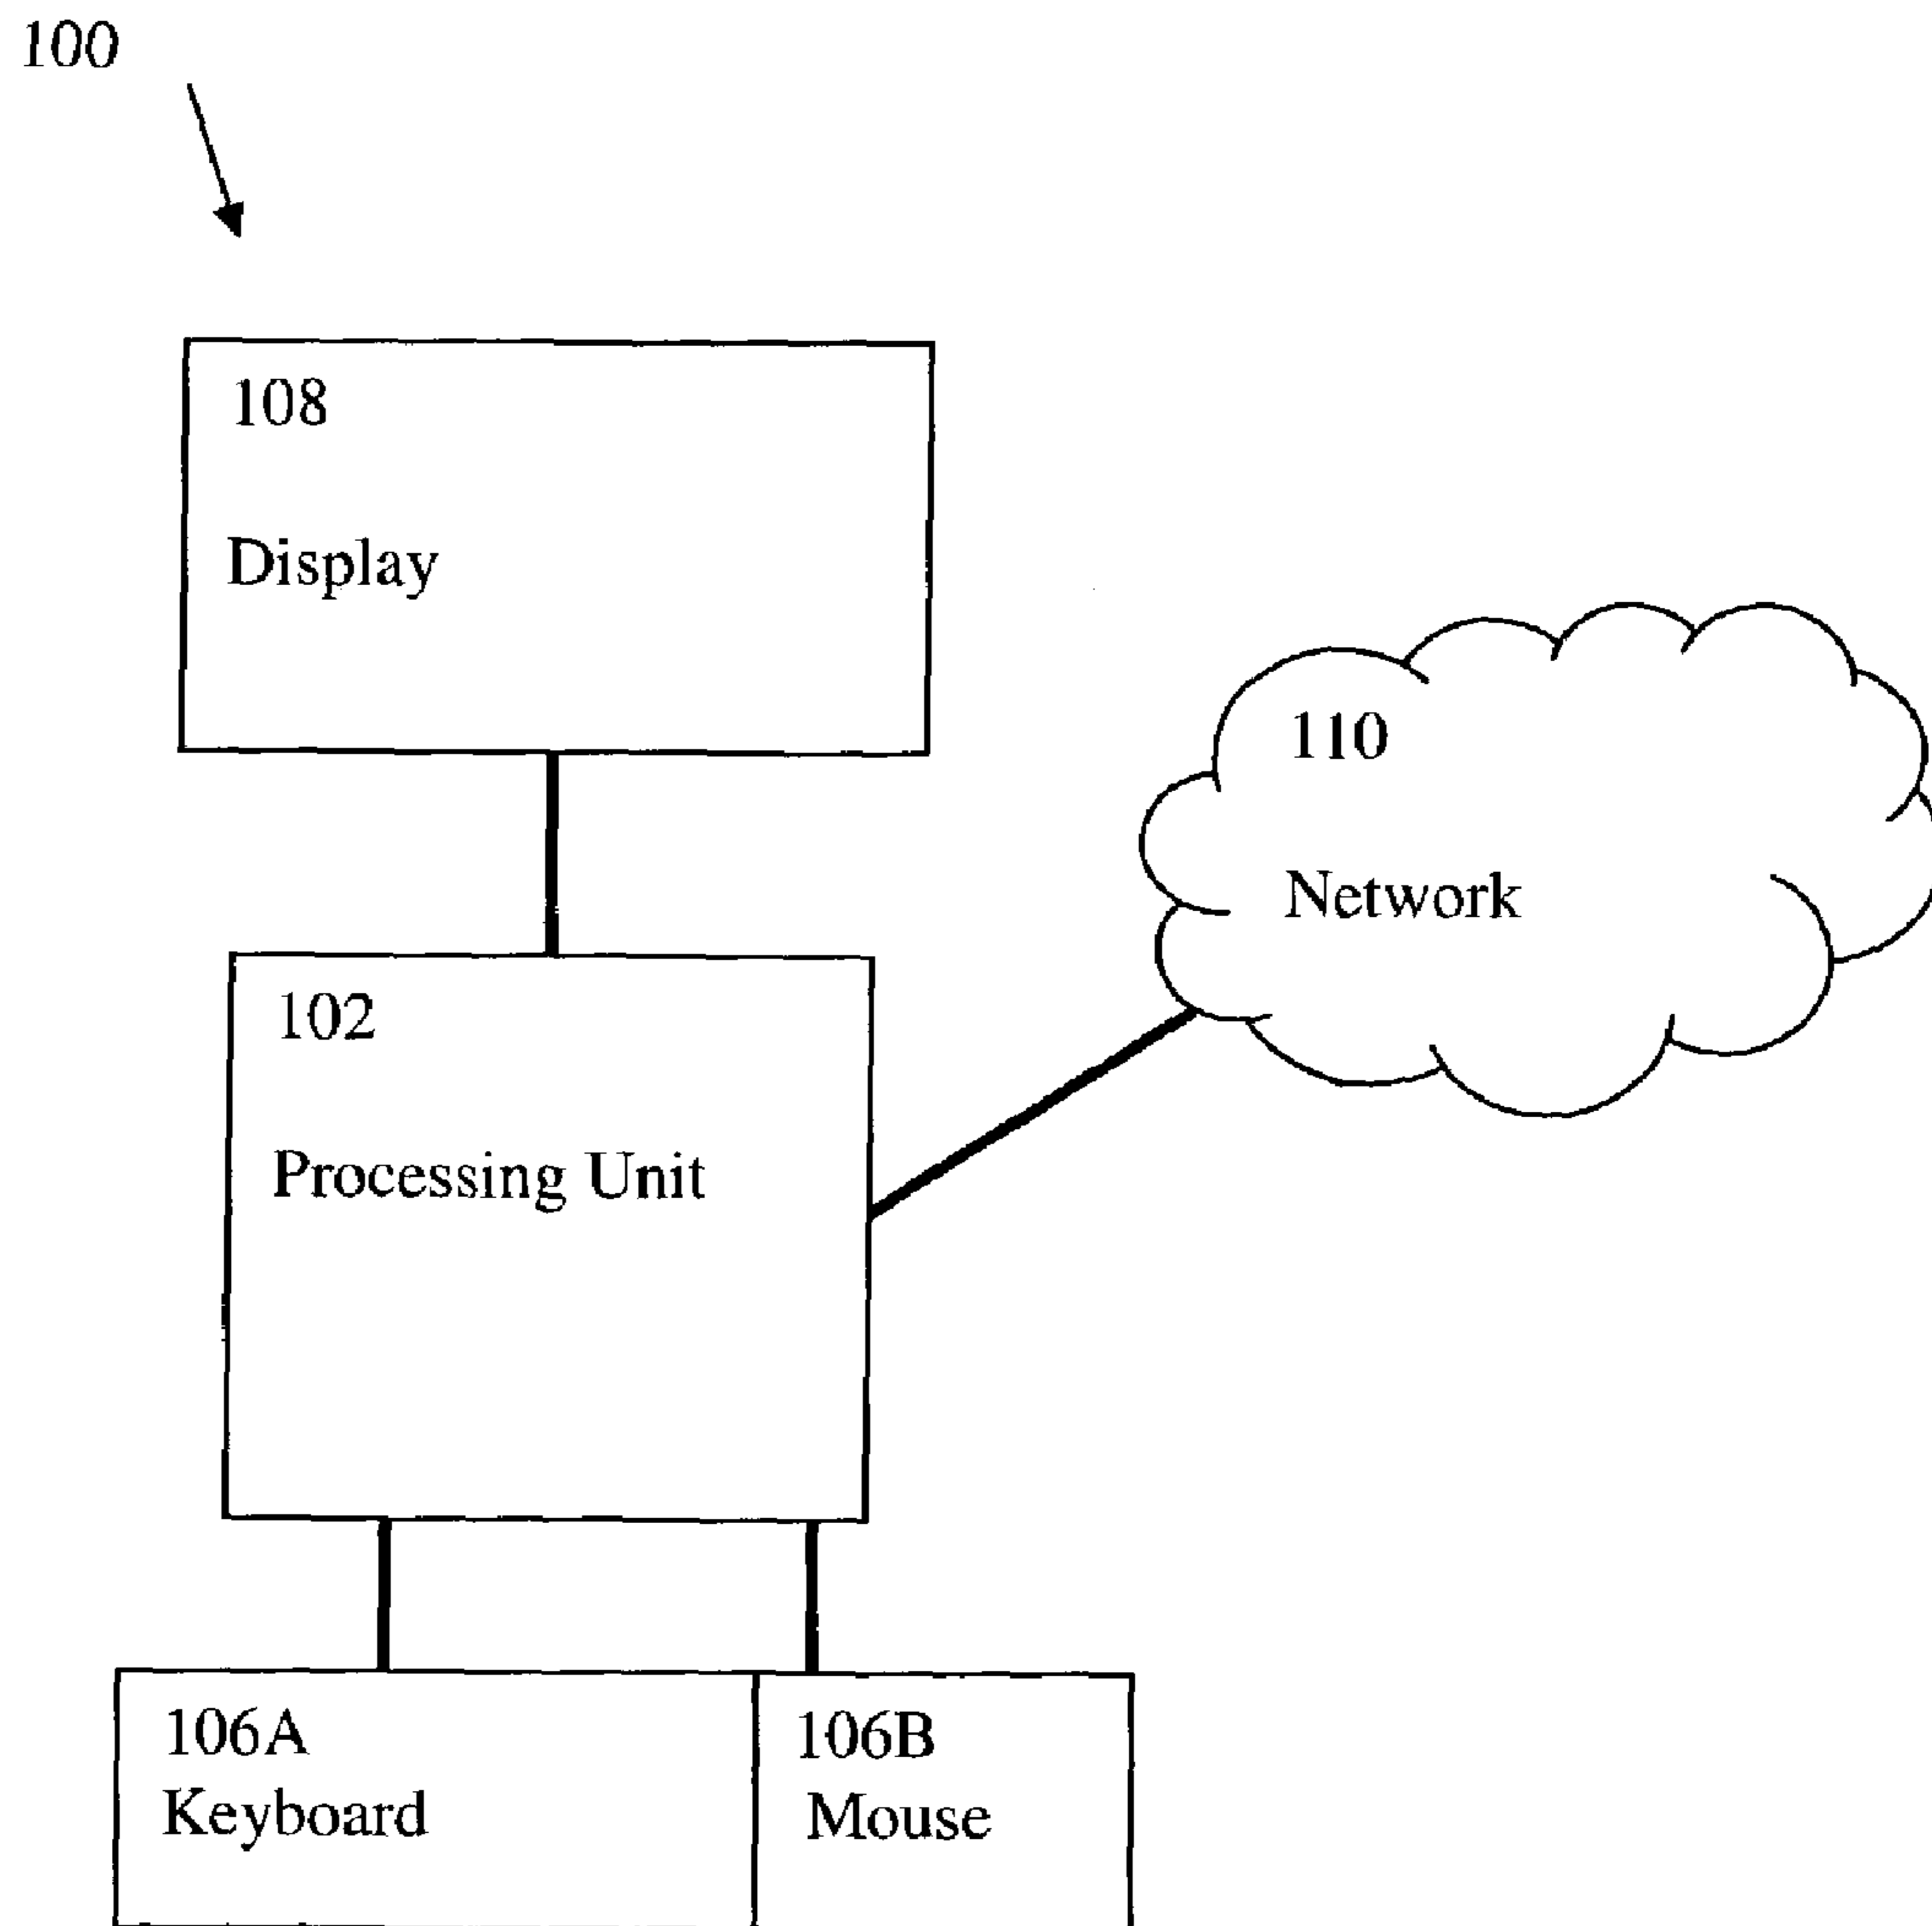 100
108
Display
110
Network
102
Processing Unit
106A
Keyboard
106B
Mouse